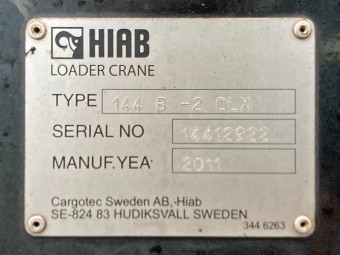 HIAB
LOADER CRANE
TYPE 144 B -2 CLX
SERIAL NO 14412922
MANUF.YEA 2011
Cargotec Sweden AB, Hiab
SE-824 83 HUDIKSVALL SWEDEN
344 6263